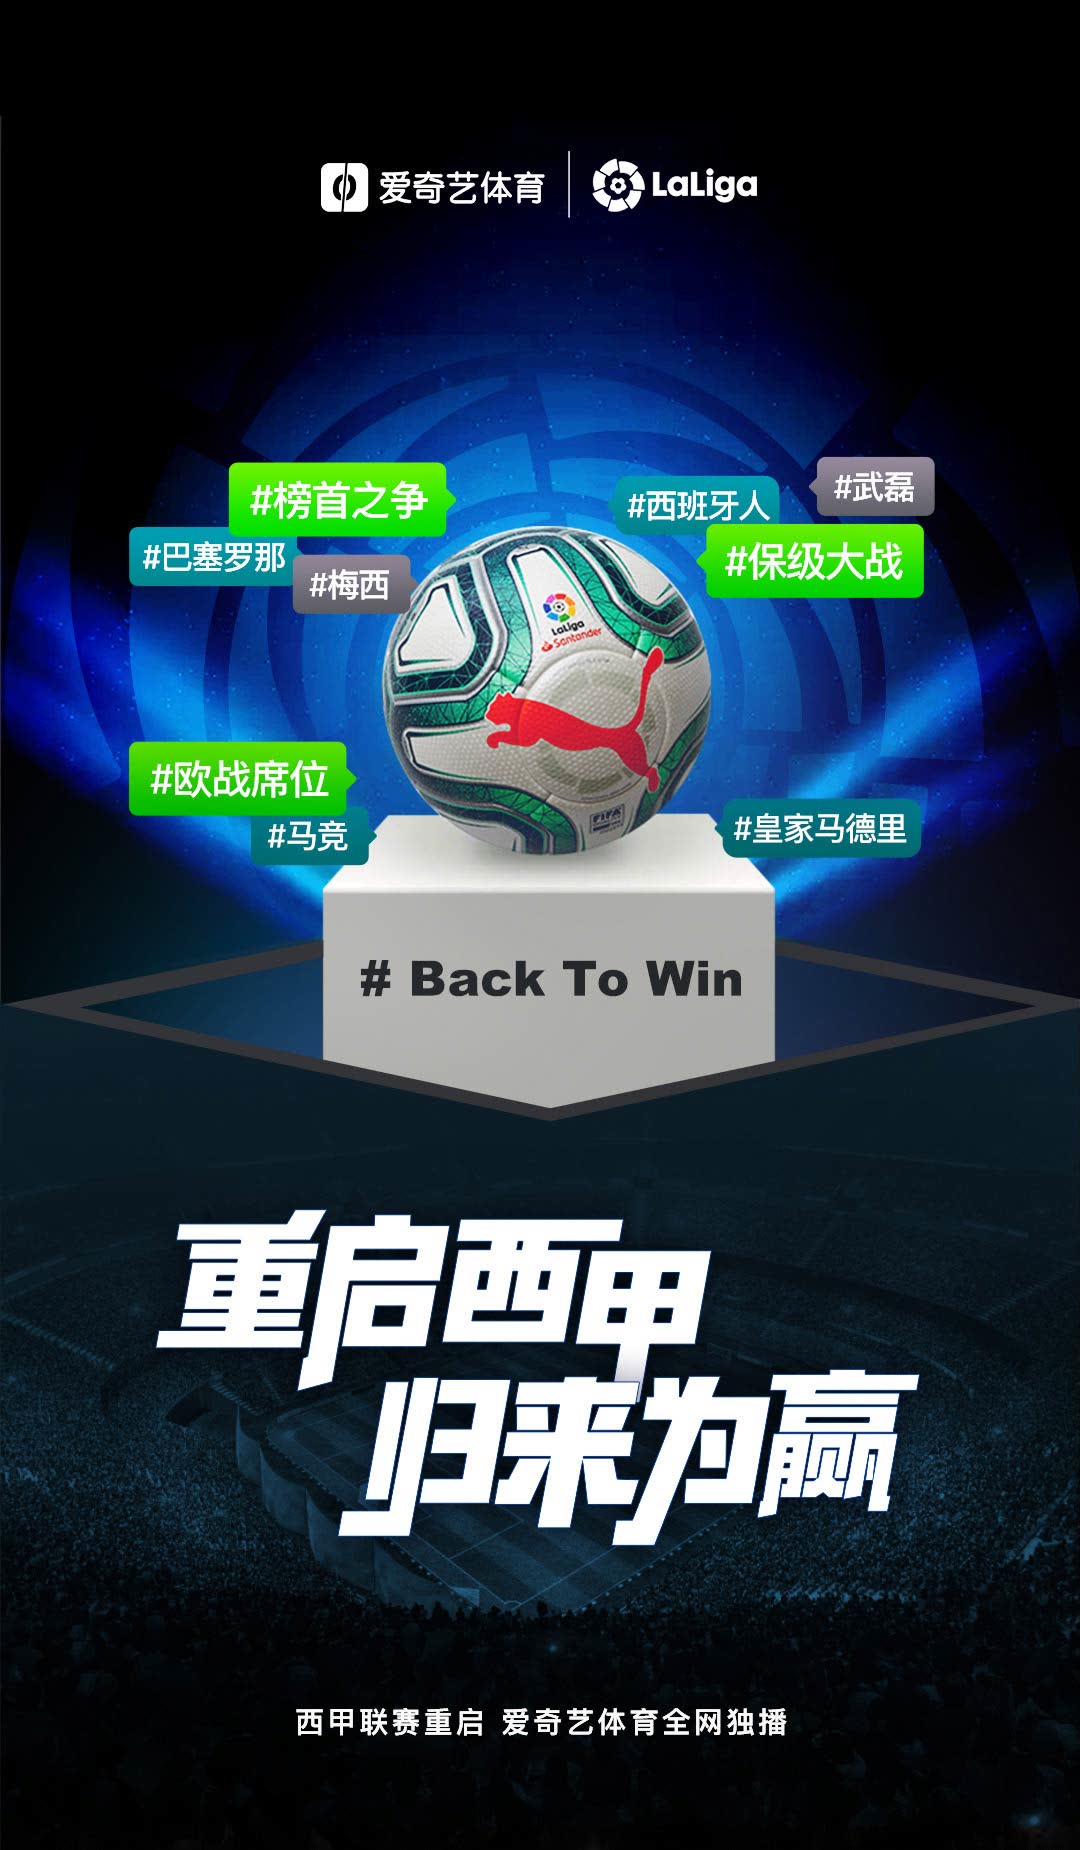 爱奇艺体育
LaLiga
#榜首之争
#西班牙人
#武磊
#巴塞罗那
#梅西
#保级大战
LaLiga
Santander
#欧战席位
#马竞
#皇家马德里
FIFA
# Back To Win
重启西甲
归来为赢
西甲联赛重启 爱奇艺体育全网独播